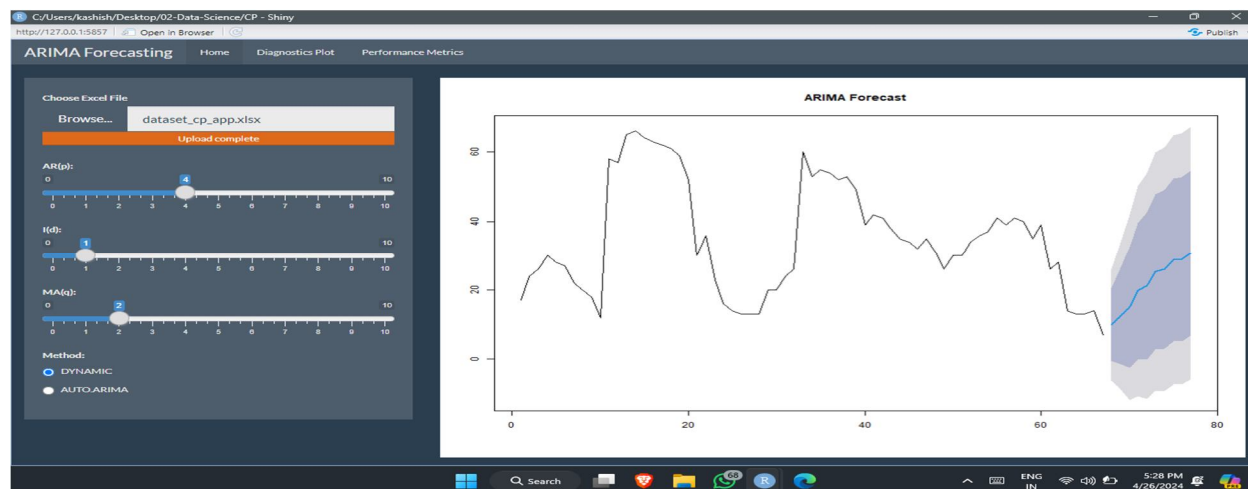 C:/Users/kashish/Desktop/02-Data-Science/CP - Shiny
http://127.0.0.1:5857 Open in Browser
Publish
ARIMA Forecasting Home Diagnostics Plot Performance Metrics
Choose Excel File
Browse... dataset_cp_app.xlsx
Upload complete
AR(p):
0 4 10
0 1 2 3 4 5 6 7 8 9 10
I(d):
0 1 10
0 1 2 3 4 5 6 7 8 9 10
MA(q):
0 2 10
0 1 2 3 4 5 6 7 8 9 10
Method:
DYNAMIC
AUTO.ARIMA
ARIMA Forecast
60
40
20
0
0 20 40 60 80
Search
68
R
ENG
IN
5:28 PM
4/26/2024